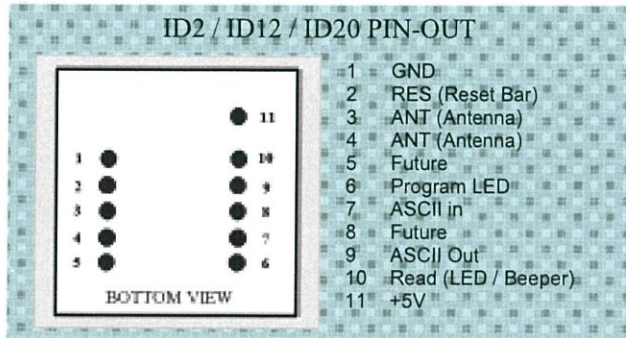 ID2 / ID12 / ID20 PIN-OUT
11
1 10
2 9
3 8
4 7
5 6
BOTTOM VIEW
1 GND
2 RES (Reset Bar)
3 ANT (Antenna)
4 ANT (Antenna)
5 Future
6 Program LED
7 ASCII in
8 Future
9 ASCII Out
10 Read (LED / Beeper)
11 +5V